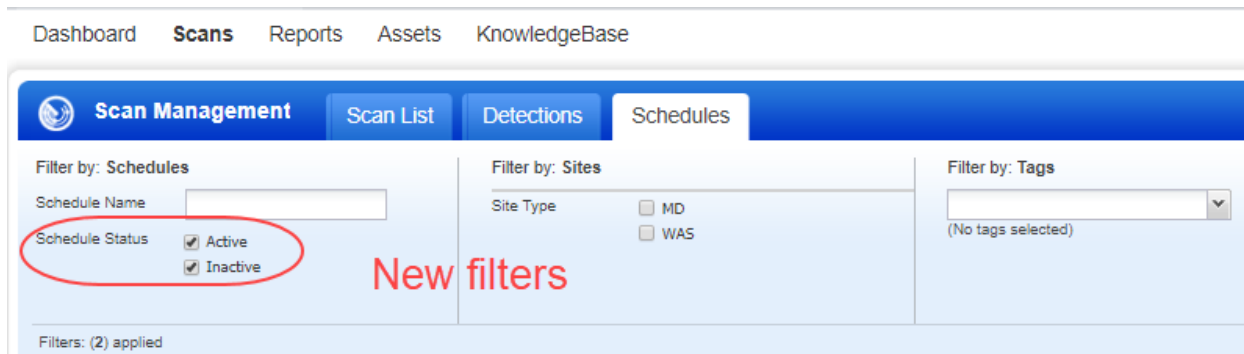 Dashboard Scans Reports Assets KnowledgeBase
Scan Management Scan List Detections Schedules
Filter by: Schedules Filter by: Sites Filter by: Tags
Schedule Name Site Type MD
(No tags selected)
Schedule Status Active WAS
Inactive New filters
Filters: (2) applied